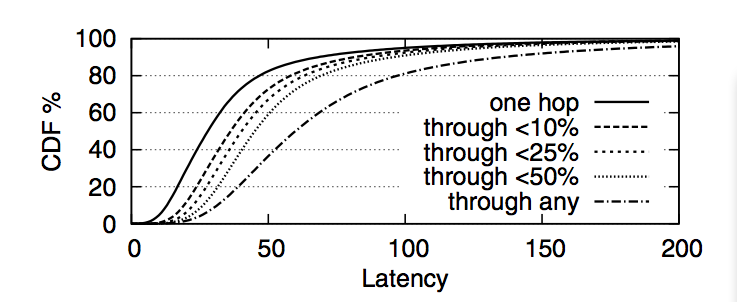 100
80
60
40
20
0
CDF %
one hop
through <10%
through <25%
through <50%
through any
0 50 100 150 200
Latency